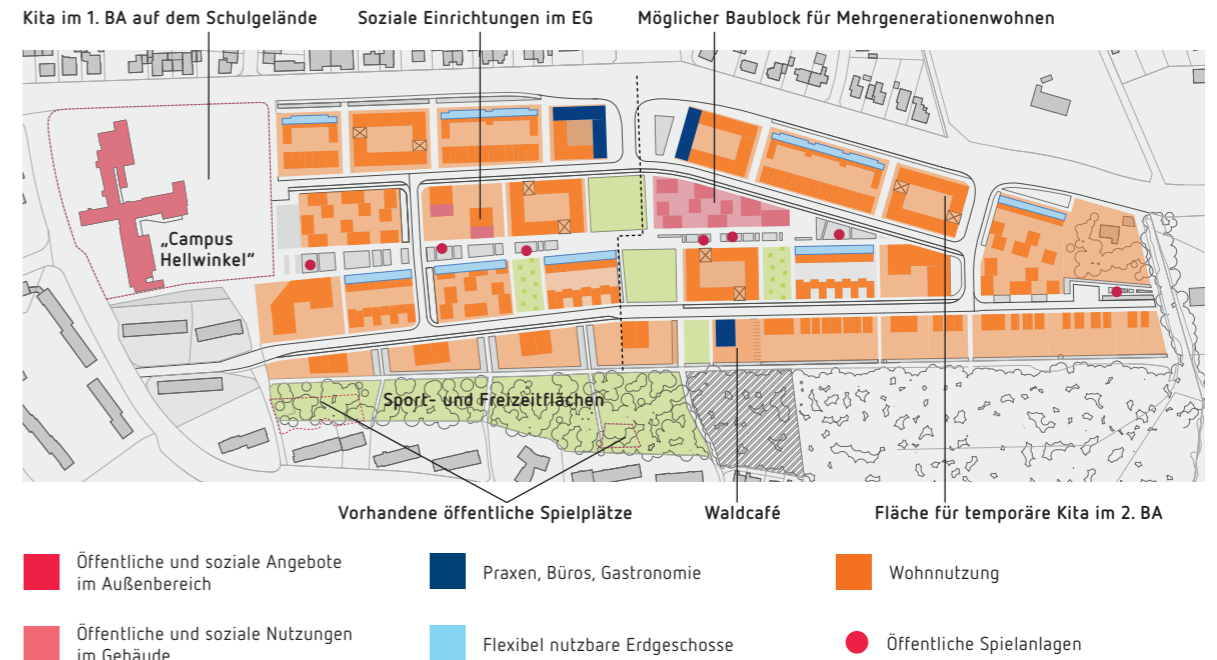 Kita im 1. BA auf dem Schulgelände
Soziale Einrichtungen im EG
Möglicher Baublock für Mehrgenerationenwohnen
„Campus
Hellwinkel“
Sport- und Freizeitflächen
Vorhandene öffentliche Spielplätze
Waldcafé
Fläche für temporäre Kita im 2. BA
Öffentliche und soziale Angebote
im Außenbereich
Praxen, Büros, Gastronomie
Wohnnutzung
Öffentliche und soziale Nutzungen
im Gebäude
Flexibel nutzbare Erdgeschosse
Öffentliche Spielanlagen